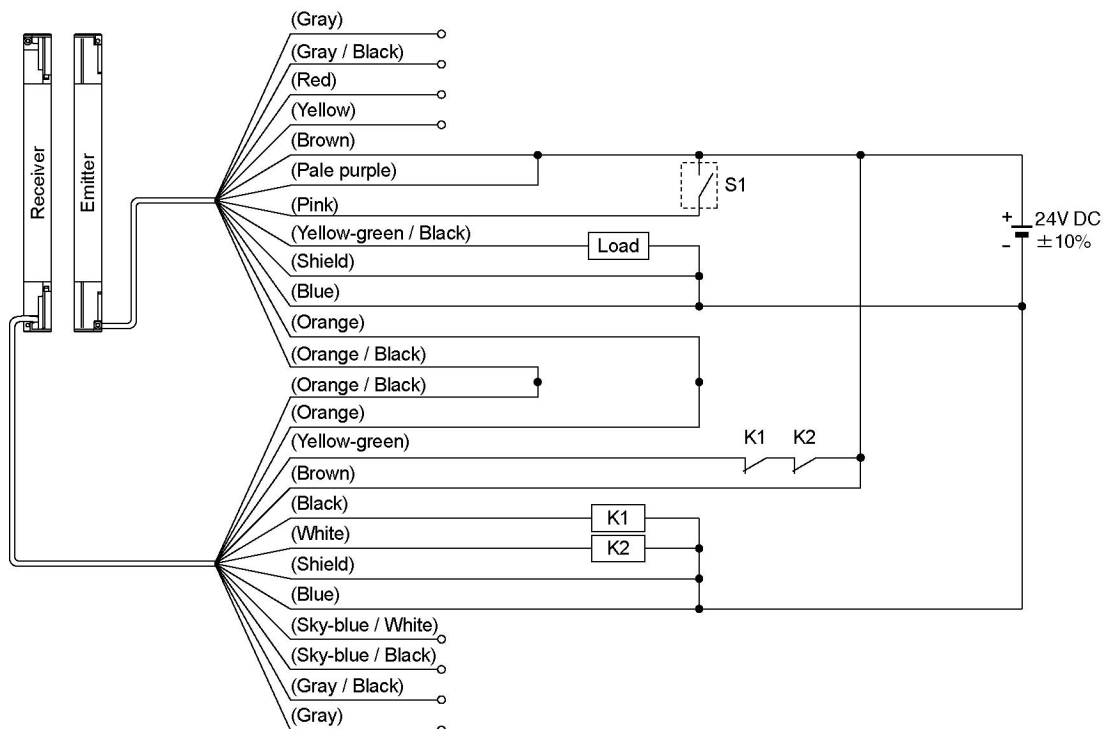 Receiver
Emitter
(Gray)
(Gray / Black)
(Red)
(Yellow)
(Brown)
(Pale purple)
(Pink)
S1
(Yellow-green / Black)
Load
(Shield)
(Blue)
+ 24V DC
- ±10%
(Orange)
(Orange / Black)
(Orange / Black)
(Orange)
(Yellow-green)
K1 K2
(Brown)
(Black)
K1
(White)
K2
(Shield)
(Blue)
(Sky-blue / White)
(Sky-blue / Black)
(Gray / Black)
(Gray)